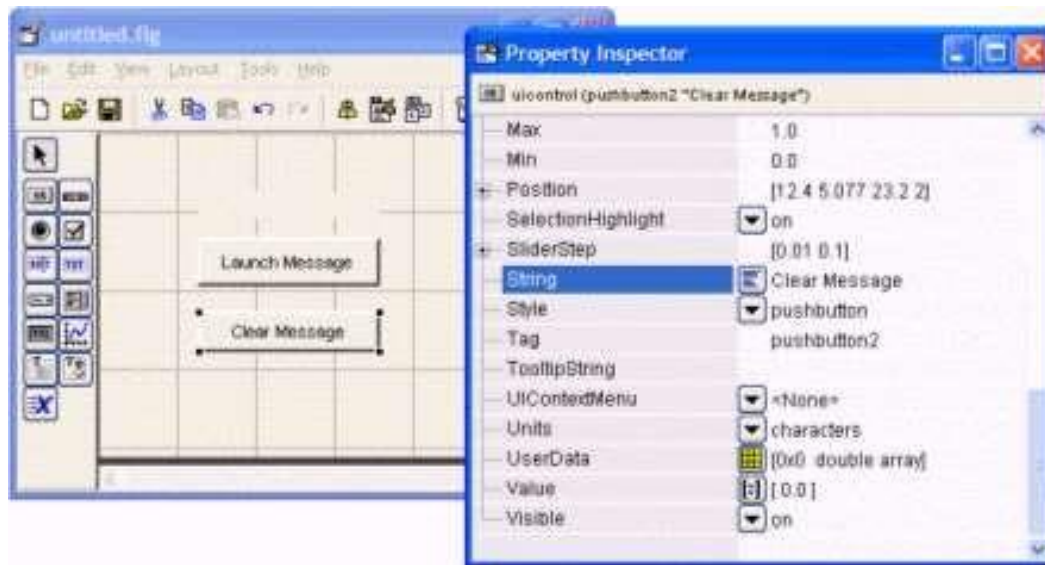 untitled.fig
File Edit View Layout Tools Help
Launch Message
Clear Message
Property Inspector
uicontrol (pushbutton2 "Clear Message")
Max 1.0
Min 0.0
Position [12.4 5.077 23.2 2]
SelectionHighlight on
SliderStep [0.01 0.1]
String Clear Message
Style pushbutton
Tag pushbutton2
TooltipString
UIContextMenu <None>
Units characters
UserData [0x0 double array]
Value [ 0.0 ]
Visible on